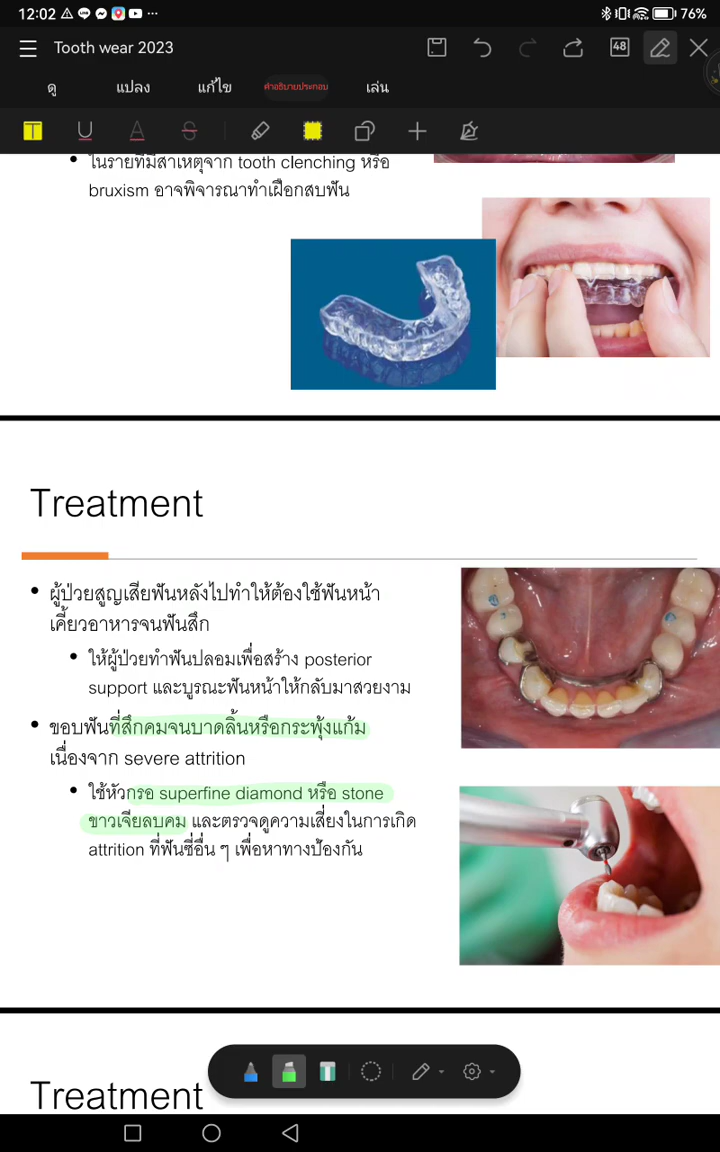 12:02
76%
Tooth wear 2023
48
ดู แปลง แก้ไข คำอธิบายประกอบ เล่น
T U A S
• ในรายที่มีสาเหตุจาก tooth clenching หรือ
bruxism อาจพิจารณาทำเฝือกสบฟัน
Treatment
• ผู้ป่วยสูญเสียฟันหลังไปทำให้ต้องใช้ฟันหน้า
เคี้ยวอาหารจนฟันสึก
• ให้ผู้ป่วยทำฟันปลอมเพื่อสร้าง posterior
support และบูรณะฟันหน้าให้กลับมาสวยงาม
• ขอบฟันที่สึกคมจนบาดลิ้นหรือกระพุ้งแก้ม
เนื่องจาก severe attrition
• ใช้หัวกรอ superfine diamond หรือ stone
ขาวเจียลบคม และตรวจดูความเสี่ยงในการเกิด
attrition ที่ฟันซี่อื่น ๆ เพื่อหาทางป้องกัน
Treatment